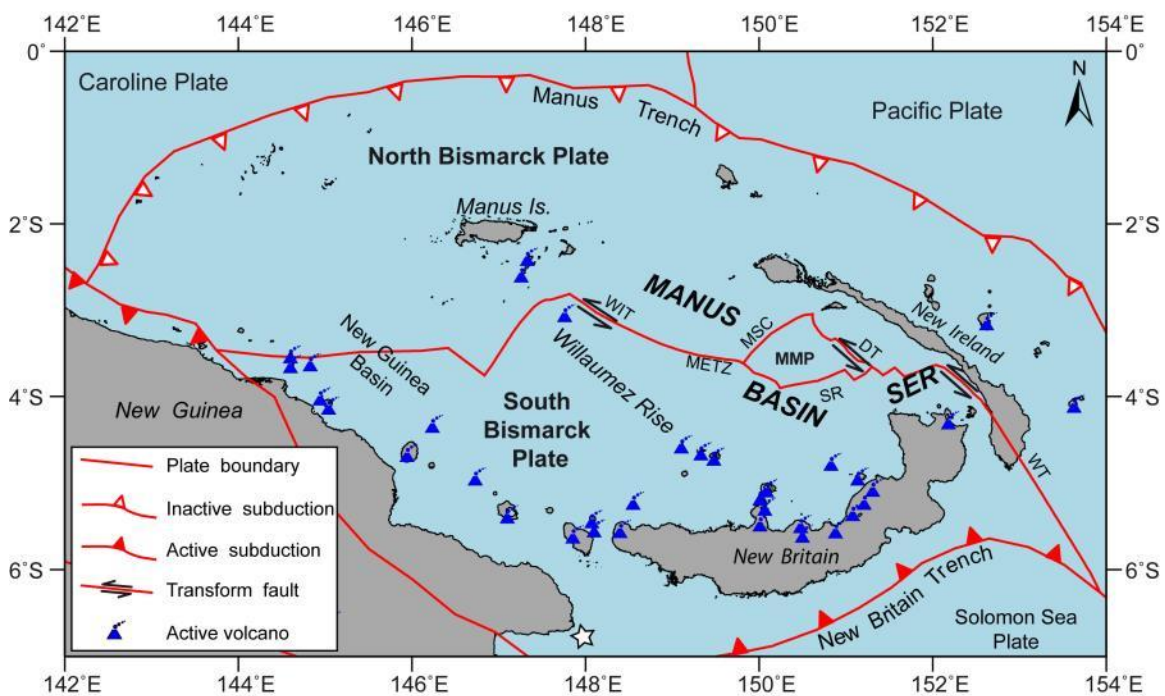 142˚E 144˚E 146˚E 148˚E 150˚E 152˚E 154˚E
0˚ 0˚
Caroline Plate
N
Manus Trench
Pacific Plate
North Bismarck Plate
Manus Is.
2˚S 2˚S
MANUS
WIT
New Ireland
MSC
DT
New Guinea
Basin
Willaumez Rise
METZ
MMP
4˚S 4˚S
SR
SER
BASIN
New Guinea
South
Bismarck
Plate
WT
Plate boundary
Inactive subduction
Active subduction
Transform fault
Active volcano
New Britain
6˚S 6˚S
New Britain Trench
Solomon Sea
Plate
142˚E 144˚E 146˚E 148˚E 150˚E 152˚E 154˚E